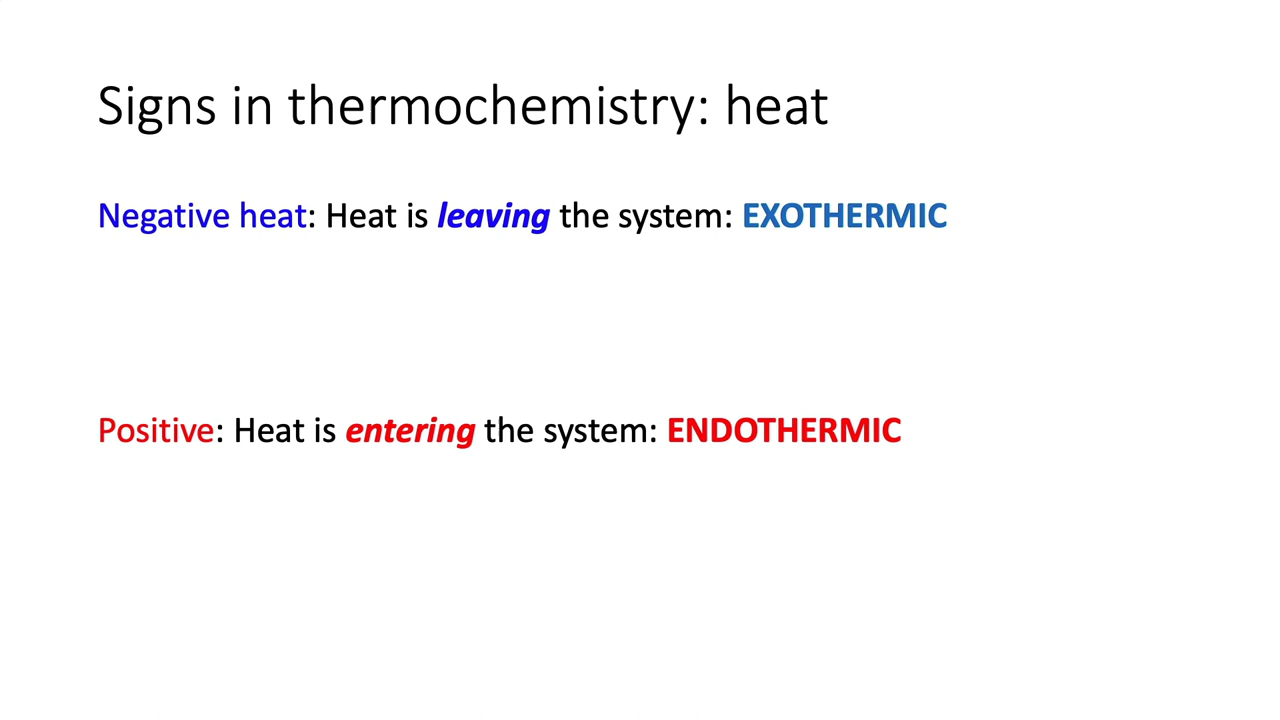 Signs in thermochemistry: heat
Negative heat: Heat is leaving the system: EXOTHERMIC
Positive: Heat is entering the system: ENDOTHERMIC